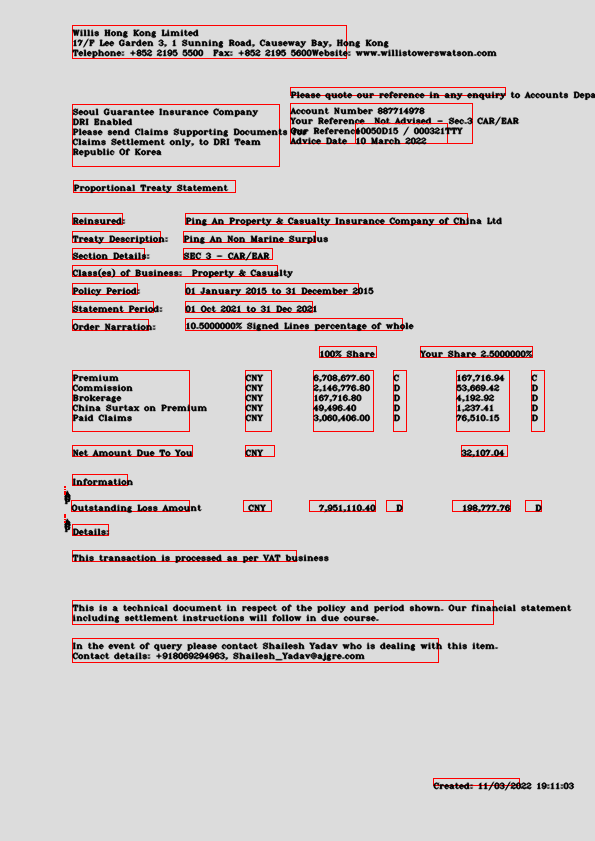 Willis Hong Kong Limited
17/F Lee Garden 3, 1 Sunning Road, Causeway Bay, Hong Kong
Telephone: +852 2195 5500 Fax: +852 2195 5600Website: www.willistowerswatson.com
Please quote our reference in any enquiry to Accounts Depa
Seoul Guarantee Insurance Company
DRI Enabled
Please send Claims Supporting Documents for
Claims Settlement only, to DRI Team
Republic Of Korea
Account Number 887714978
Your Reference Not Advised - Sec.3 CAR/EAR
Our Reference 10050D15 / 000321TTY
Advice Date 10 March 2022
Proportional Treaty Statement
Reinsured: Ping An Property & Casualty Insurance Company of China Ltd
Treaty Description: Ping An Non Marine Surplus
Section Details: SEC 3 - CAR/EAR
Class(es) of Business: Property & Casualty
Policy Period: 01 January 2015 to 31 December 2015
Statement Period: 01 Oct 2021 to 31 Dec 2021
Order Narration: 10.5000000% Signed Lines percentage of whole
100% Share Your Share 2.5000000%
Premium CNY 6,708,677.60 C 167,716.94 C
Commission CNY 2,146,776.80 D 53,669.42 D
Brokerage CNY 167,716.80 D 4,192.92 D
China Surtax on Premium CNY 49,496.40 D 1,237.41 D
Paid Claims CNY 3,060,406.00 D 76,510.15 D
Net Amount Due To You CNY 32,107.04
Information
Outstanding Loss Amount CNY 7,951,110.40 D 198,777.76 D
Details:
This transaction is processed as per VAT business
This is a technical document in respect of the policy and period shown. Our financial statement
including settlement instructions will follow in due course.
In the event of query please contact Shailesh Yadav who is dealing with this item.
Contact details: +918069294963, Shailesh_Yadav@ajgre.com
Created: 11/03/2022 19:11:03